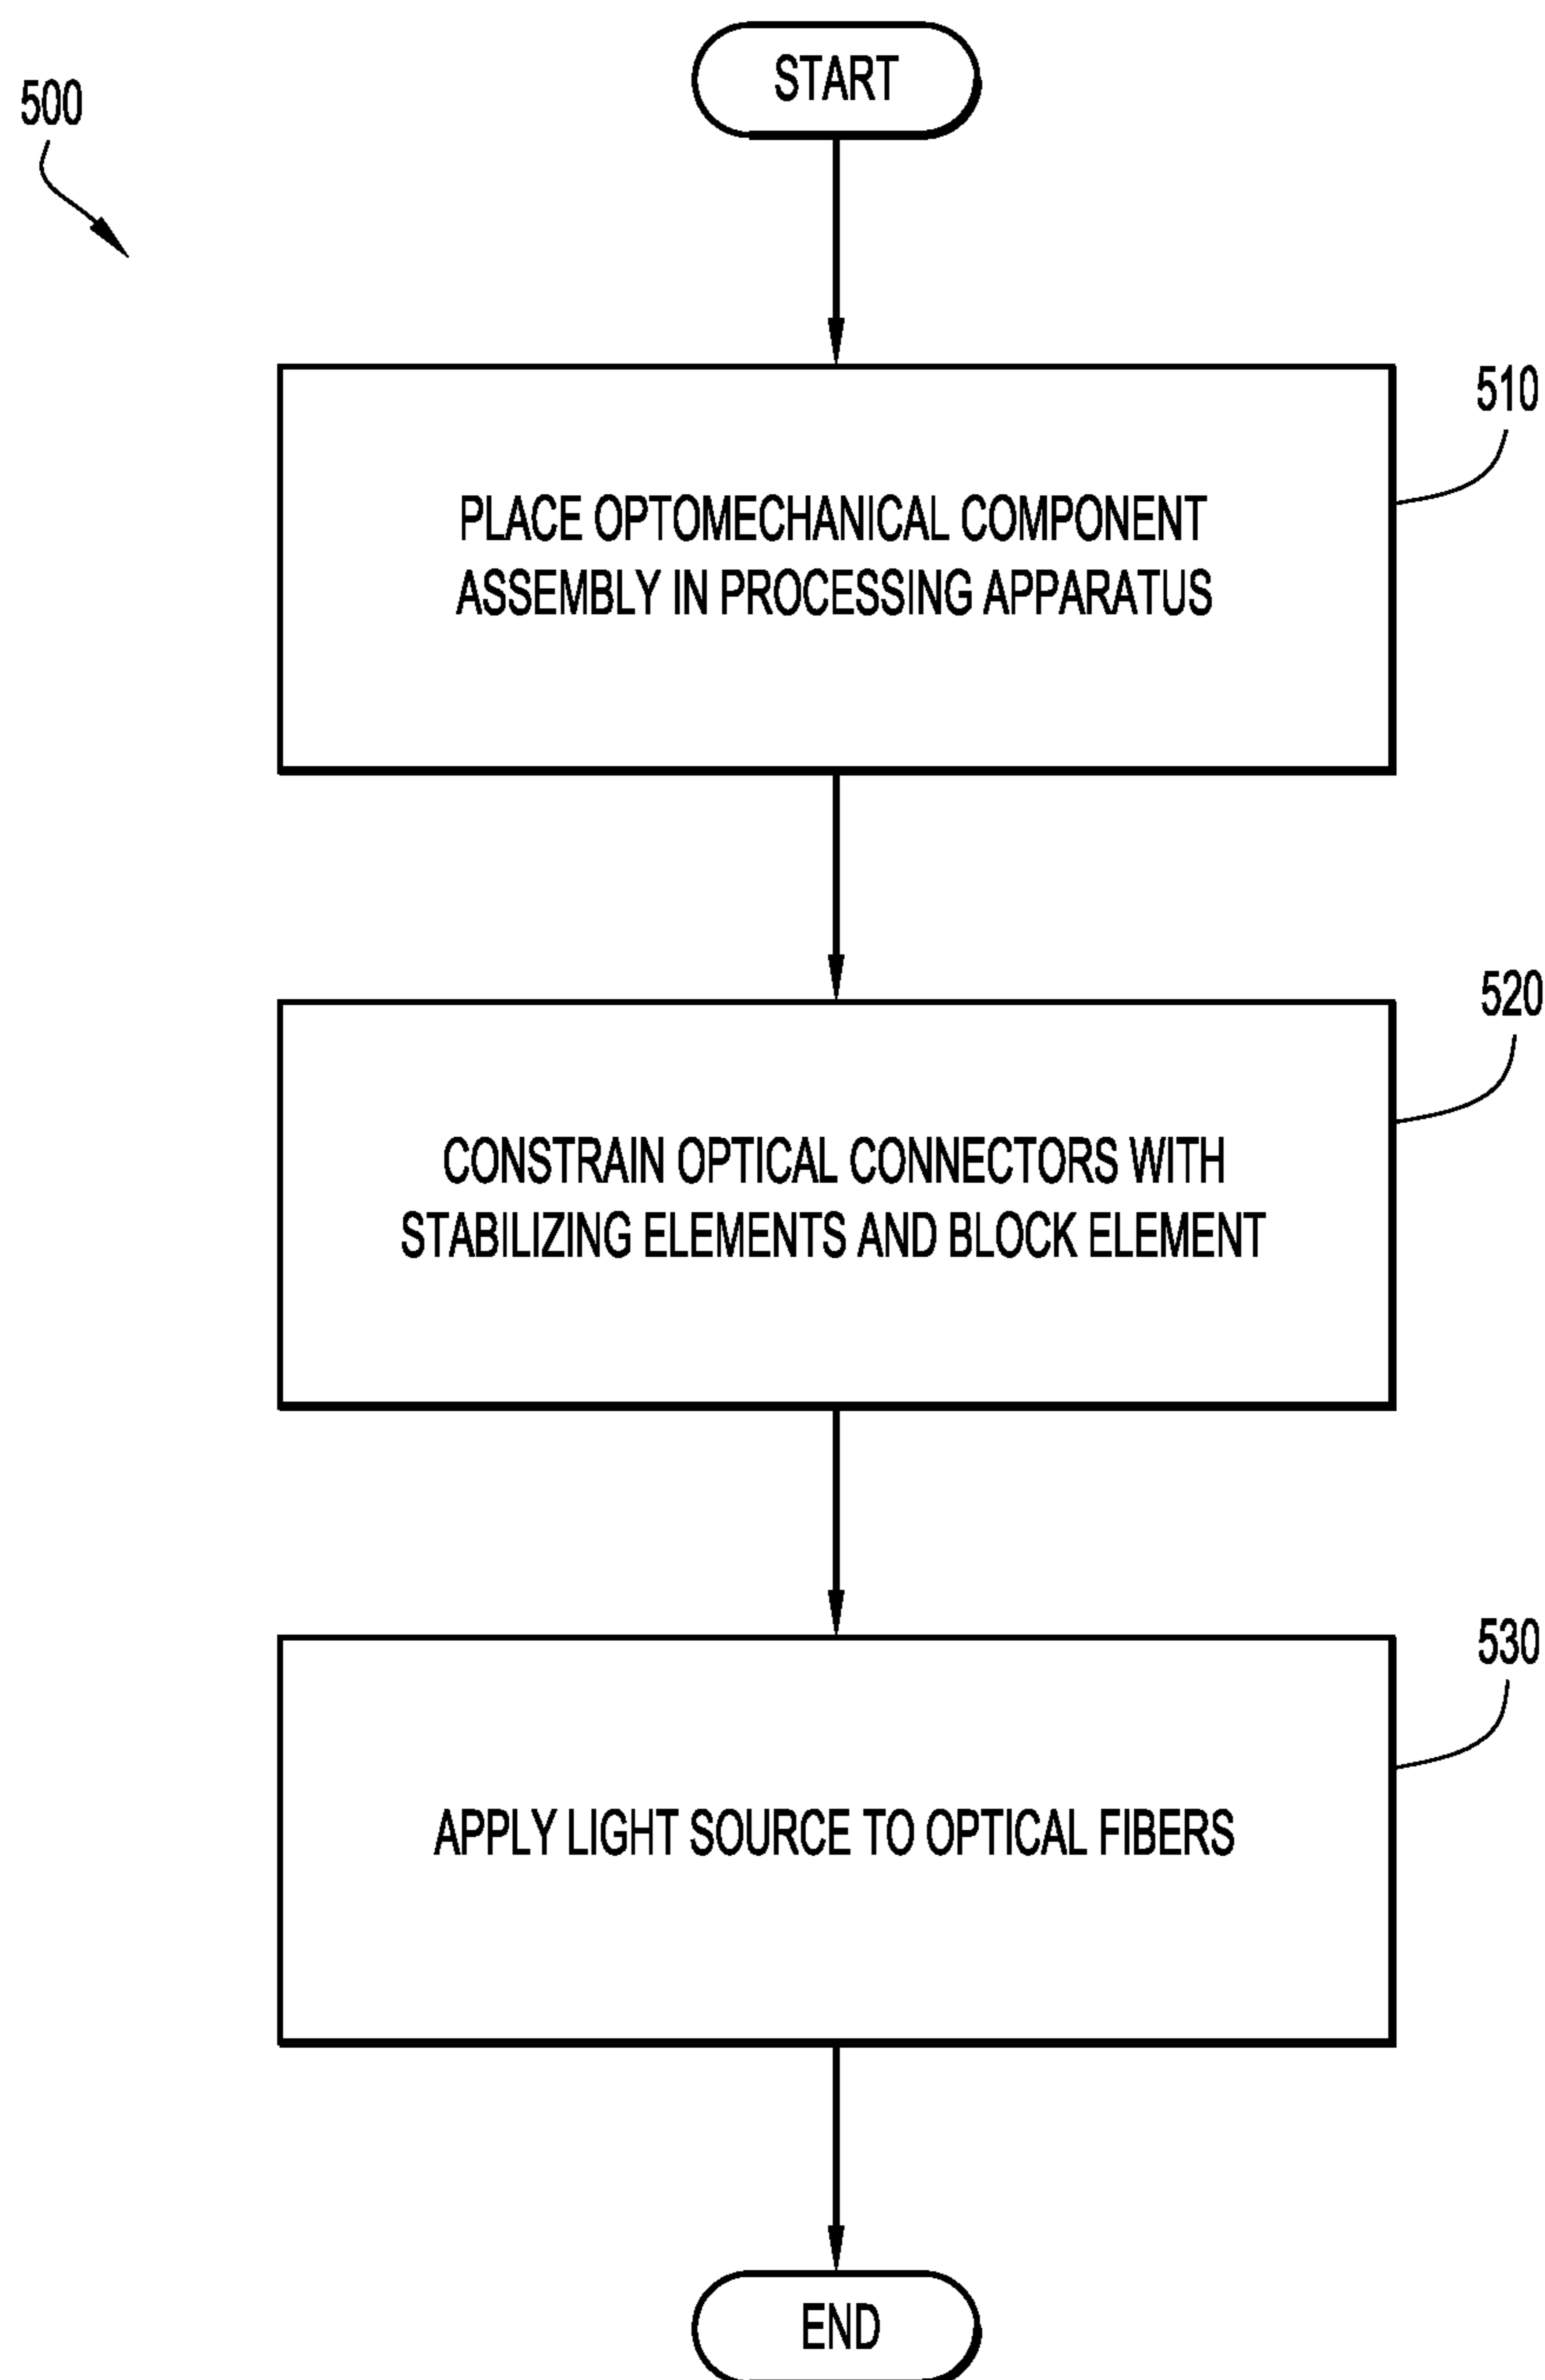 START
500
510
PLACE OPTOMECHANICAL COMPONENT
ASSEMBLY IN PROCESSING APPARATUS
520
CONSTRAIN OPTICAL CONNECTORS WITH
STABILIZING ELEMENTS AND BLOCK ELEMENT
530
APPLY LIGHT SOURCE TO OPTICAL FIBERS
END